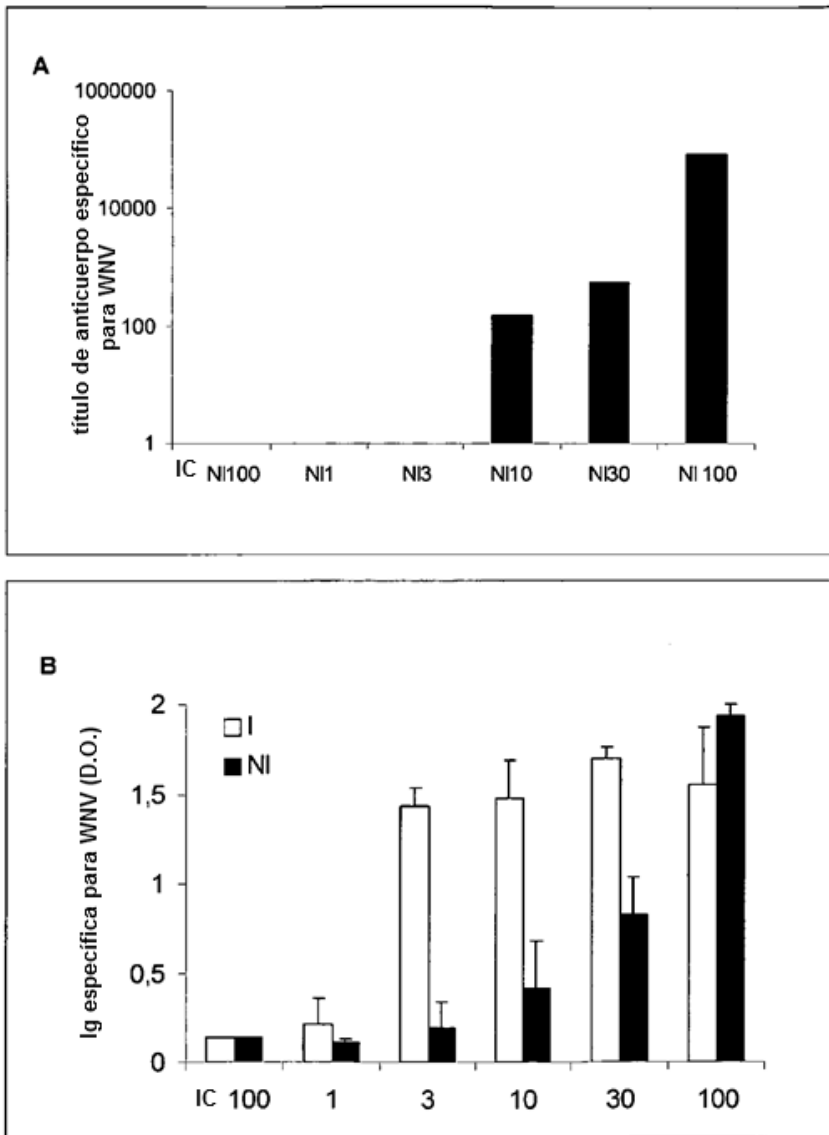 A
título de anticuerpo específico
para WNV
1000000
10000
100
1
IC NI100 NI1 NI3 NI10 NI30 NI 100
B
Ig específica para WNV (D.O.)
I
NI
2
1,5
1
0,5
0
IC 100 1 3 10 30 100